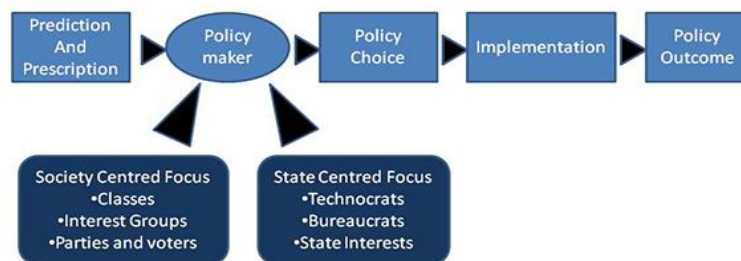 Prediction
And
Prescription
Policy
maker
Policy
Choice
Implementation
Policy
Outcome
Society Centred Focus
•Classes
•Interest Groups
•Parties and voters
State Centred Focus
•Technocrats
•Bureaucrats
•State Interests